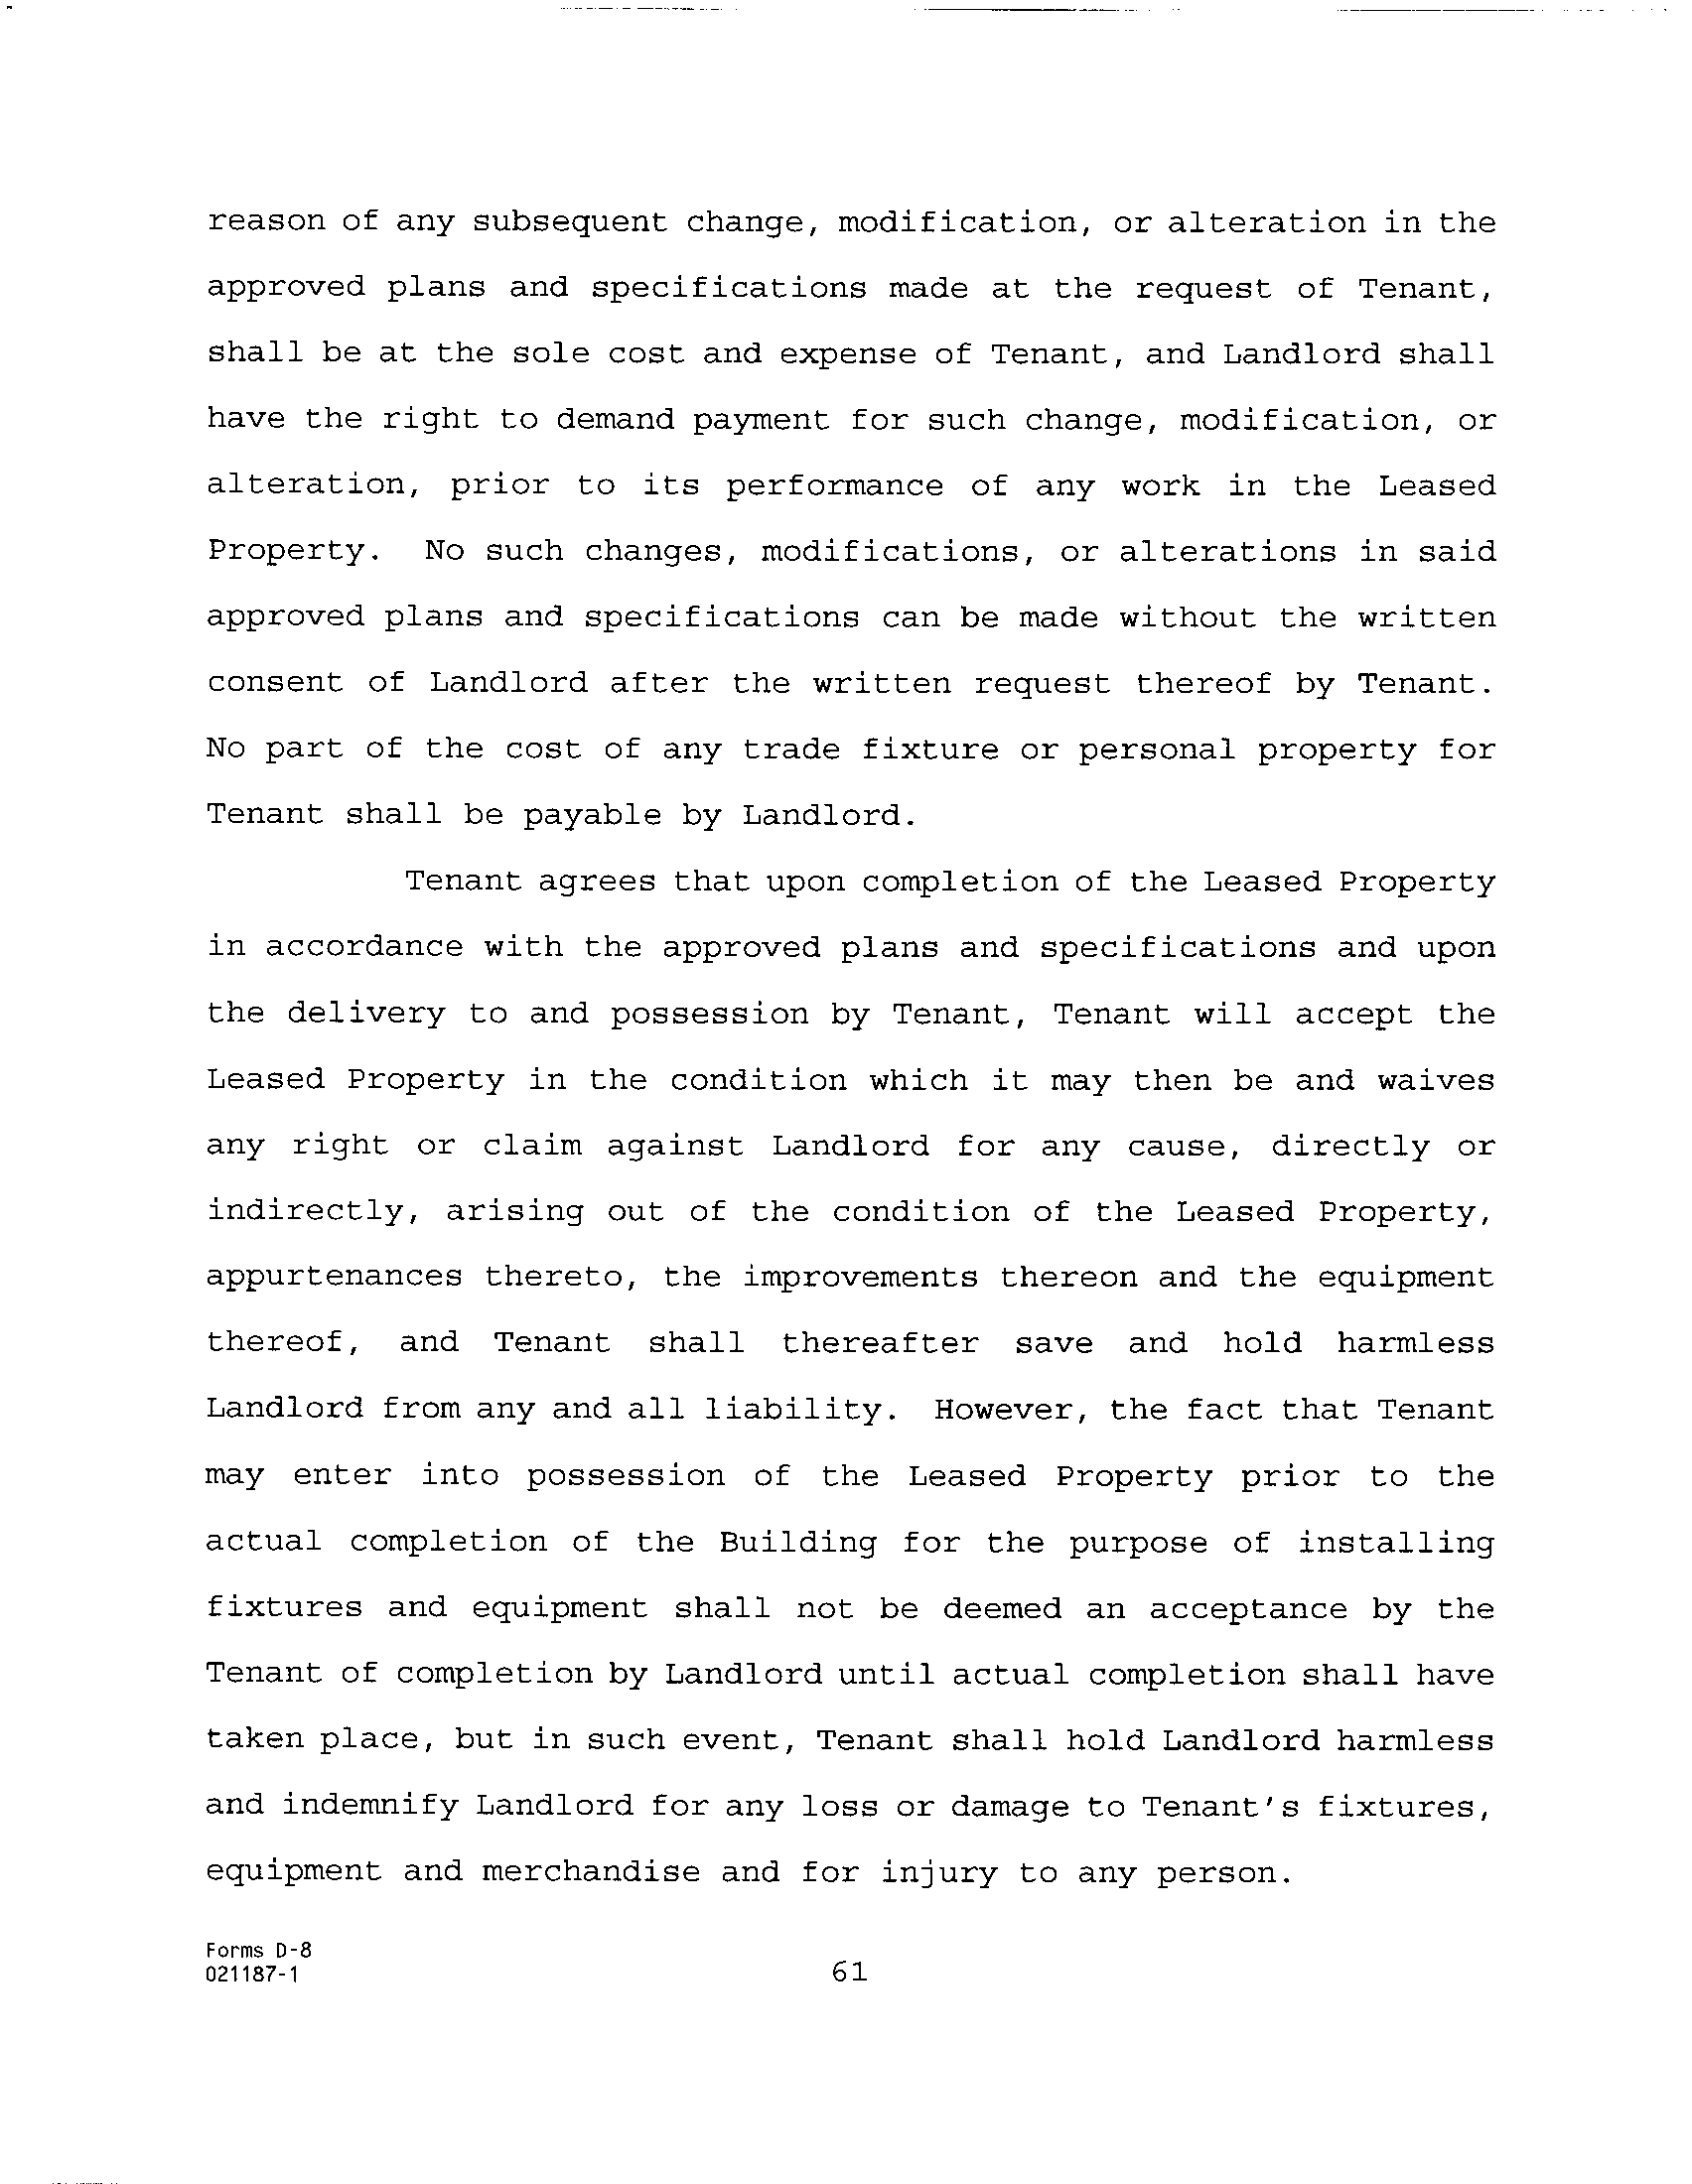 reason of any subsequent change, modification, or alteration in the
approved plans and specifications made at the request of Tenant,
shall be at the sole cost and expense of Tenant, and Landlord shall
have the right to demand payment for such change, modification, or
alteration, prior to its performance of any work in the Leased
Property. No such changes, modifications, or alterations in said
approved plans and specifications can be made without the written
consent of Landlord after the written request thereof by Tenant.
No part of the cost of any trade fixture or personal property for
Tenant shall be payable by Landlord.
Tenant agrees that upon completion of the Leased Property
in accordance with the approved plans and specifications and upon
the delivery to and possession by Tenant, Tenant will accept the
Leased Property in the condition which it may then be and waives
any right or claim against Landlord for any cause, directly or
indirectly, arising out of the condition of the Leased Property,
appurtenances thereto, the improvements thereon and the equipment
thereof, and Tenant shall thereafter save and hold harmless
Landlord from any and all liability. However, the fact that Tenant
may enter into possession of the Leased Property prior to the
actual completion of the Building for the purpose of installing
fixtures and equipment shall not be deemed an acceptance by the
Tenant of completion by Landlord until actual completion shall have
taken place, but in such event, Tenant shall hold Landlord harmless
and indemnify Landlord for any loss or damage to Tenant's fixtures,
equipment and merchandise and for injury to any person.
Forms D-8
021187-1
61